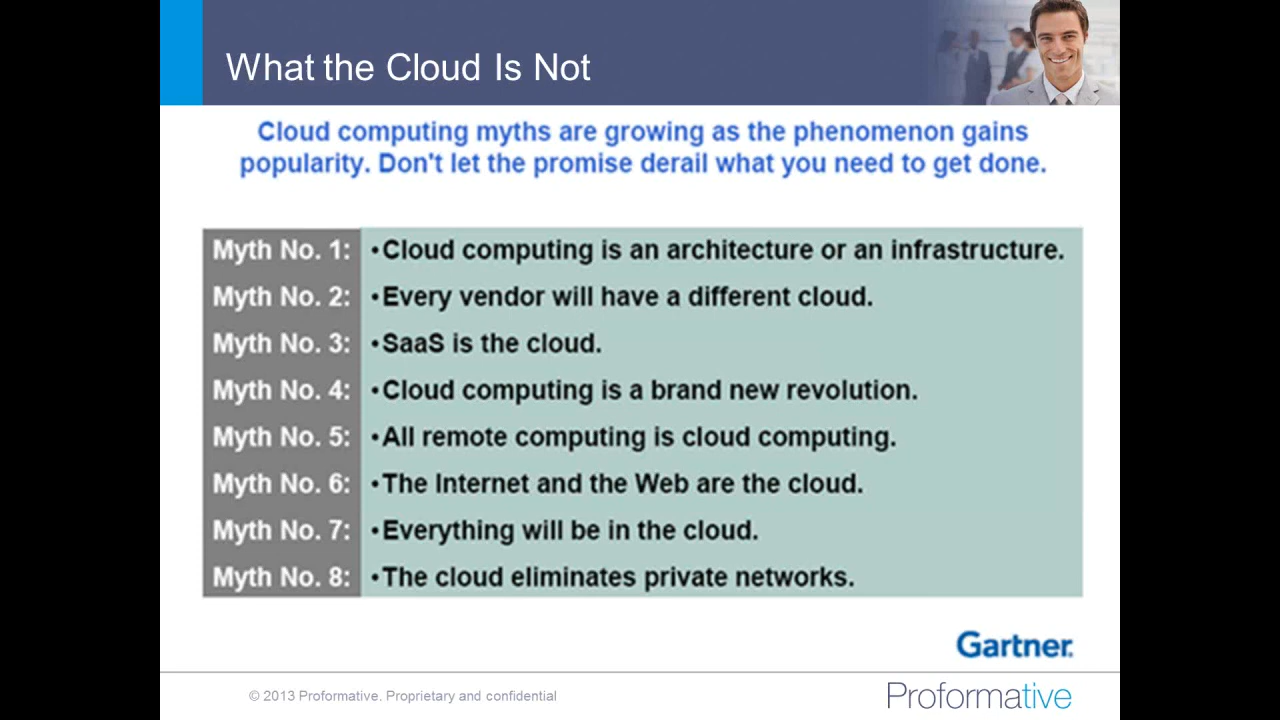 What the Cloud Is Not
Cloud computing myths are growing as the phenomenon gains
popularity. Don't let the promise derail what you need to get done.
Myth No. 1: •Cloud computing is an architecture or an infrastructure.
Myth No. 2: •Every vendor will have a different cloud.
Myth No. 3: •SaaS is the cloud.
Myth No. 4: •Cloud computing is a brand new revolution.
Myth No. 5: •All remote computing is cloud computing.
Myth No. 6: •The Internet and the Web are the cloud.
Myth No. 7: •Everything will be in the cloud.
Myth No. 8: •The cloud eliminates private networks.
Gartner.
© 2013 Proformative. Proprietary and confidential
Proformative